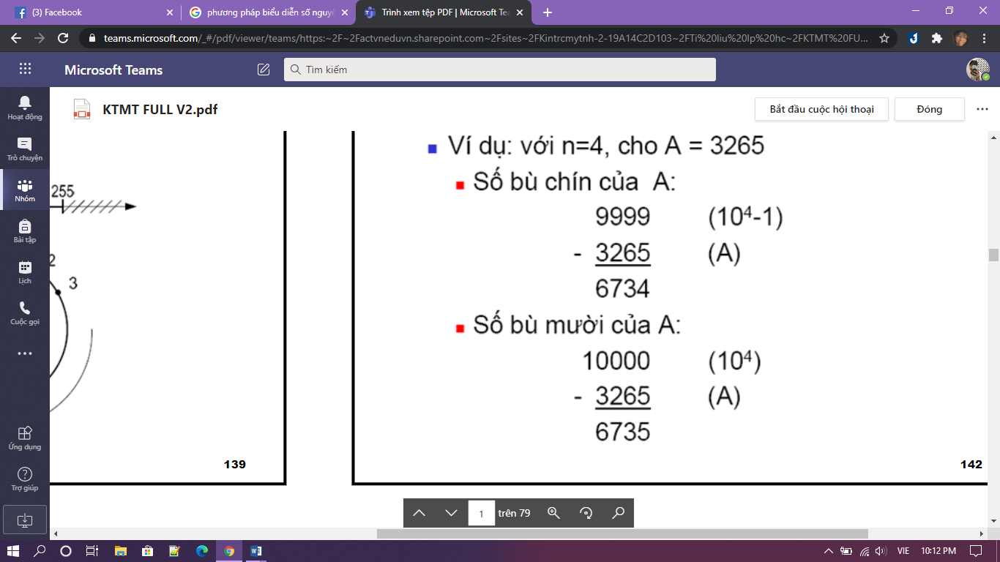 (3) Facebook
phương pháp biểu diễn số nguyê
Trình xem tệp PDF | Microsoft Tea
teams.microsoft.com/_#/pdf/viewer/teams/https:~2F~2Factvneduvn.sharepoint.com~2Fsites~2FKintrcmytnh-2-19A14C2D103~2FTi%20liu%20lp%20hc~2FKTMT%20FU...
Microsoft Teams
Tìm kiếm
Hoạt động
Trò chuyện
Nhóm
Bài tập
Lịch
Cuộc gọi
Ứng dụng
Trợ giúp
KTMT FULL V2.pdf
Bắt đầu cuộc hội thoại
Đóng
255
2
3
139
Ví dụ: với n=4, cho A = 3265
Số bù chín của A:
9999 (10⁴-1)
- 3265 (A)
6734
Số bù mười của A:
10000 (10⁴)
- 3265 (A)
6735
142
1 trên 79
VIE 10:12 PM